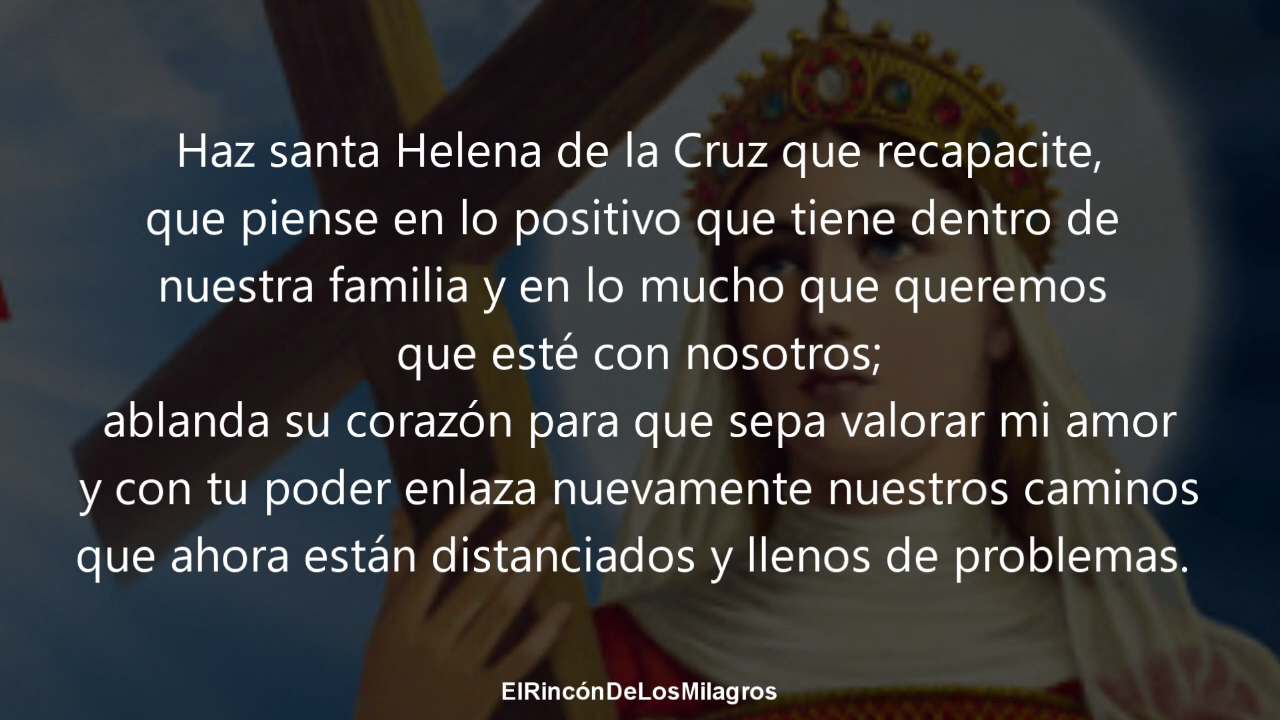 Haz santa Helena de la Cruz que recapacite,
que piense en lo positivo que tiene dentro de
nuestra familia y en lo mucho que queremos
que esté con nosotros;
ablanda su corazón para que sepa valorar mi amor
y con tu poder enlaza nuevamente nuestros caminos
que ahora están distanciados y llenos de problemas.
ElRincónDeLosMilagros